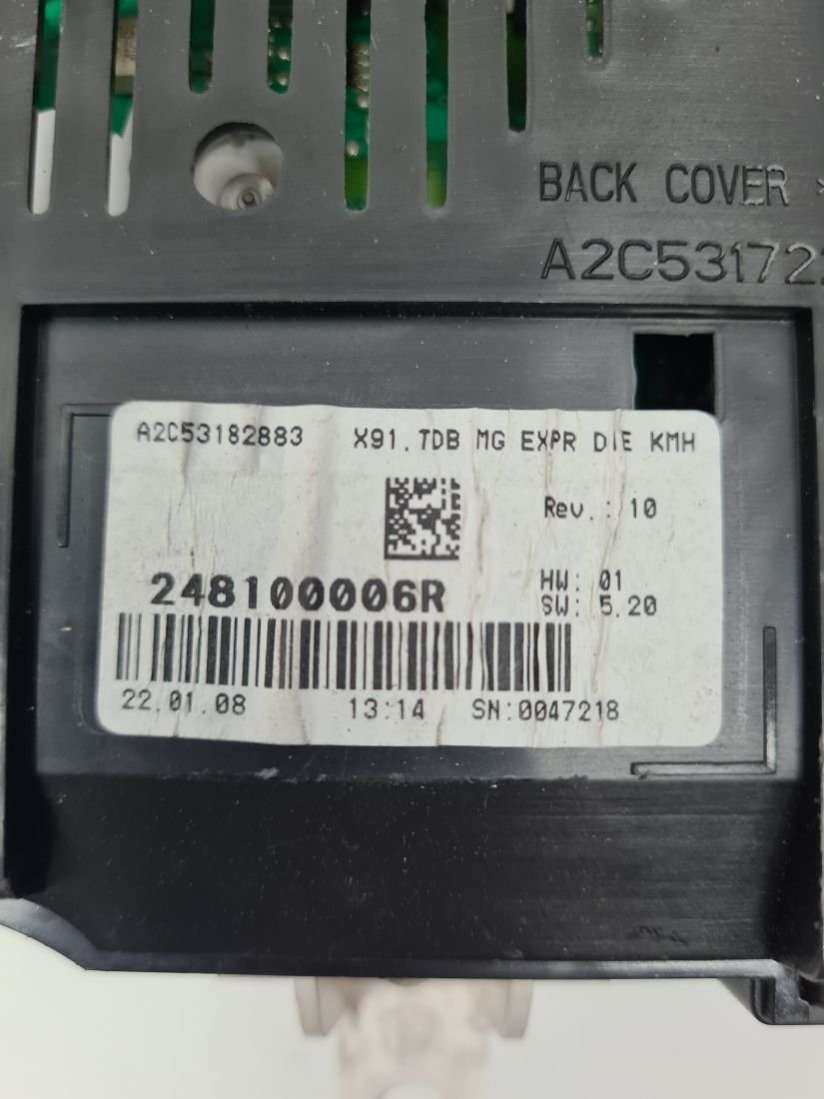 BACK COVER
A2C531722
A2C53182883 X91.TDB MG EXPR DIE KMH
Rev.: 10
248100006R
HW: 01
SW: 5.20
22.01.08 13:14 SN:0047218